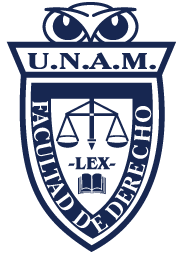 U.N.A.M.
-LEX-
FACULTAD DE DERECHO